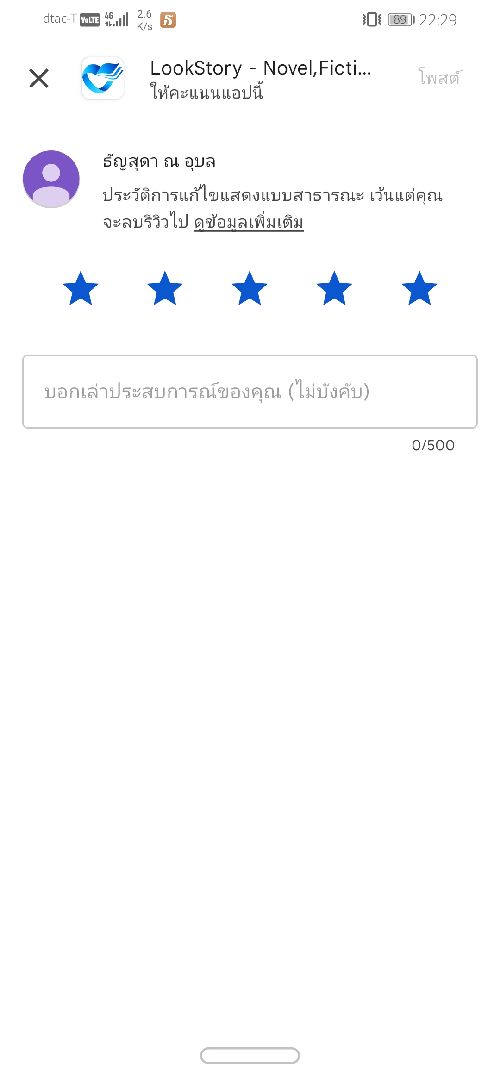 dtac-T VoLTE 4G 2.6 K/s 89 22:29
LookStory - Novel,Ficti...
ให้คะแนนแอปนี้
โพสต์
ธัญสุดา ณ อุบล
ประวัติการแก้ไขแสดงแบบสาธารณะ เว้นแต่คุณ
จะลบรีวิวไป ดูข้อมูลเพิ่มเติม
บอกเล่าประสบการณ์ของคุณ (ไม่บังคับ)
0/500